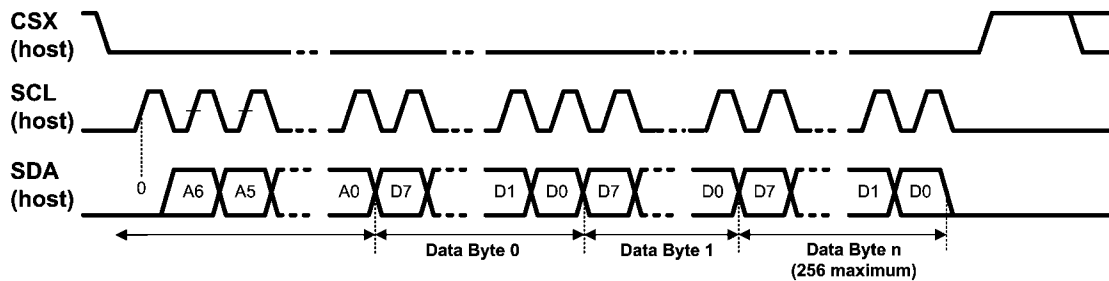 CSX
(host)
SCL
(host)
SDA
(host)
0 A6 A5 A0 D7 D1 D0 D7 D0 D7 D1 D0
Data Byte 0 Data Byte 1 Data Byte n
(256 maximum)